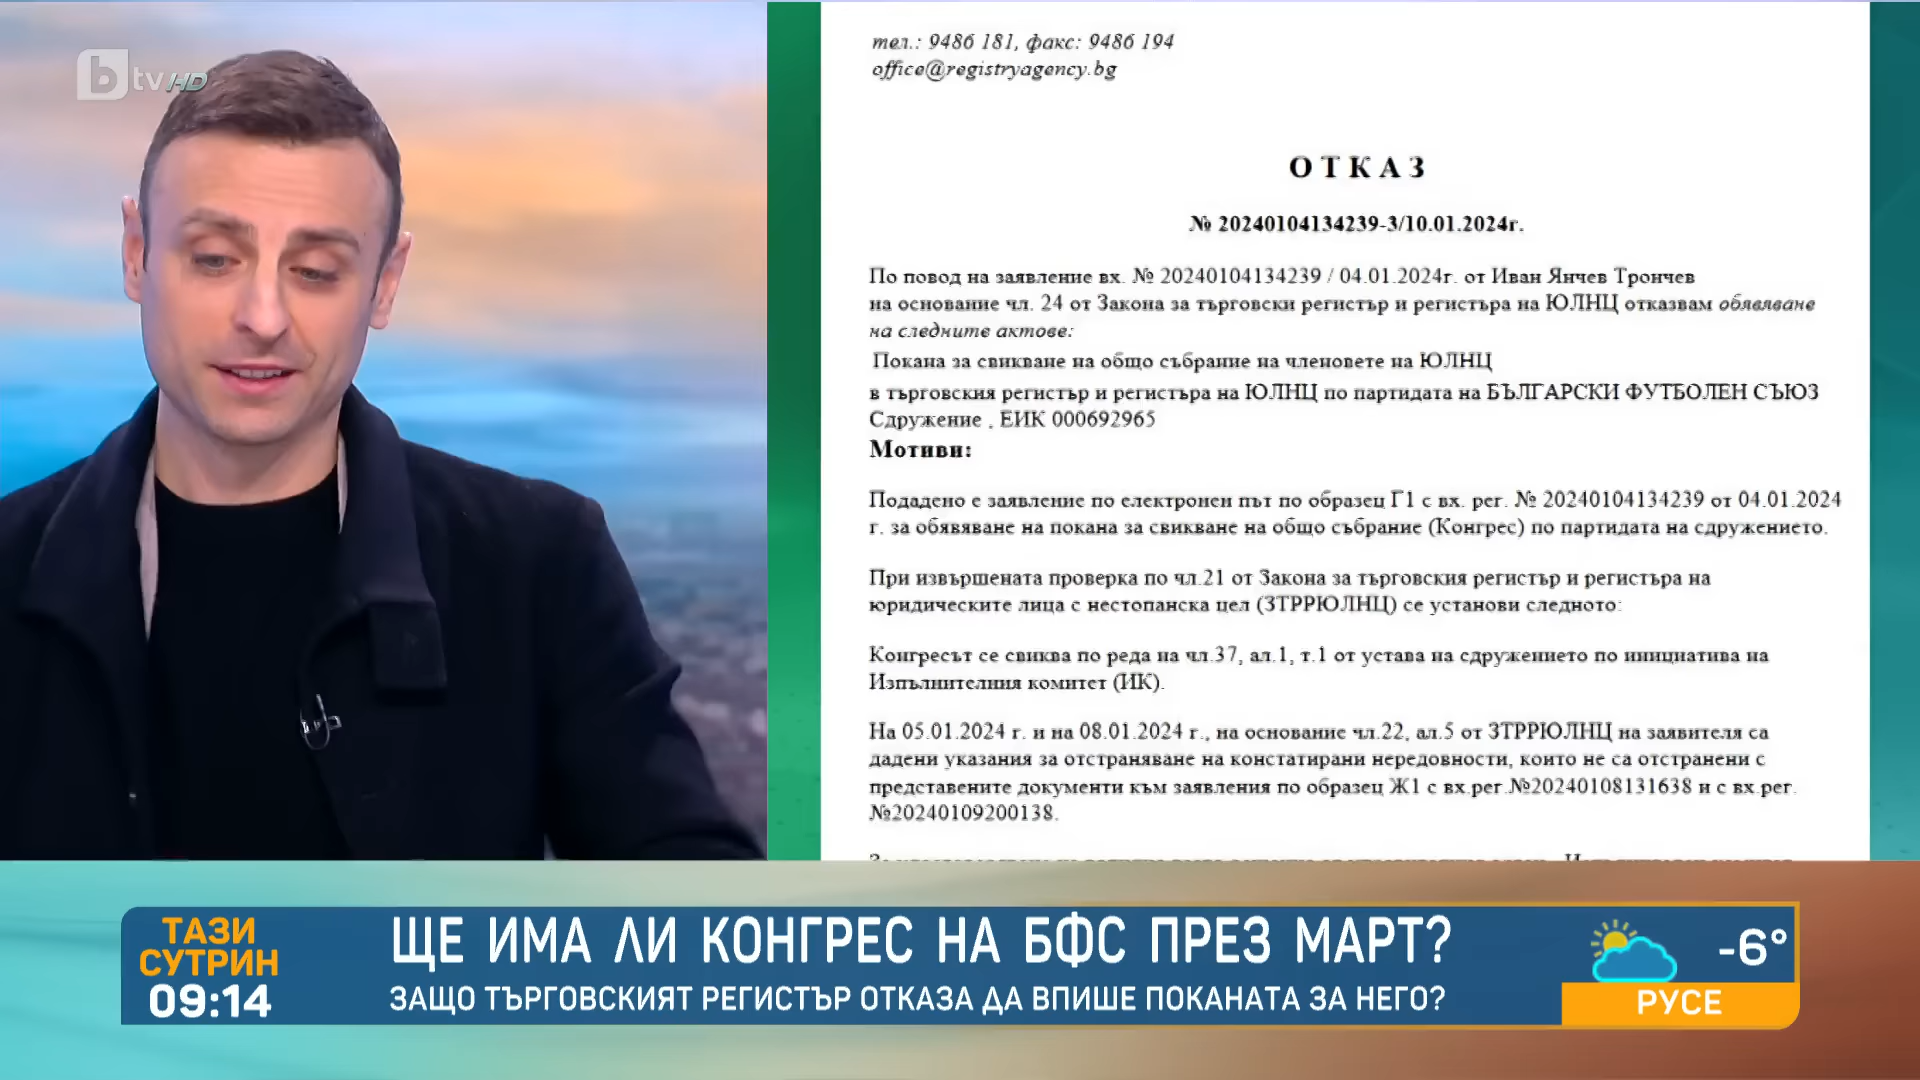 btv HD
тел.: 9486 181, факс: 9486 194
office@registryagency.bg
ОТКАЗ
№ 20240104134239-3/10.01.2024г.
По повод на заявление вх. № 20240104134239 / 04.01.2024г. от Иван Янчев Трончев
на основание чл. 24 от Закона за търговски регистър и регистъра на ЮЛНЦ отказвам обявяване
на следните актове:
Покана за свикване на общо събрание на членовете на ЮЛНЦ
в търговския регистър и регистъра на ЮЛНЦ по партидата на БЪЛГАРСКИ ФУТБОЛЕН СЪЮЗ
Сдружение , ЕИК 000692965
Мотиви:
Подадено е заявление по електронен път по образец Г1 с вх. рег. № 20240104134239 от 04.01.2024
г. за обявяване на покана за свикване на общо събрание (Конгрес) по партидата на сдружението.
При извършената проверка по чл.21 от Закона за търговския регистър и регистъра на
юридическите лица с нестопанска цел (ЗТРРЮЛНЦ) се установи следното:
Конгресът се свиква по реда на чл.37, ал.1, т.1 от устава на сдружението по инициатива на
Изпълнителния комитет (ИК).
На 05.01.2024 г. и на 08.01.2024 г., на основание чл.22, ал.5 от ЗТРРЮЛНЦ на заявителя са
дадени указания за отстраняване на констатирани нередовности, които не са отстранени с
представените документи към заявления по образец Ж1 с вх.рег.№20240108131638 и с вх.рег.
№20240109200138.
ТАЗИ
СУТРИН
09:14
ЩЕ ИМА ЛИ КОНГРЕС НА БФС ПРЕЗ МАРТ?
ЗАЩО ТЪРГОВСКИЯТ РЕГИСТЪР ОТКАЗА ДА ВПИШЕ ПОКАНАТА ЗА НЕГО?
-6°
РУСЕ